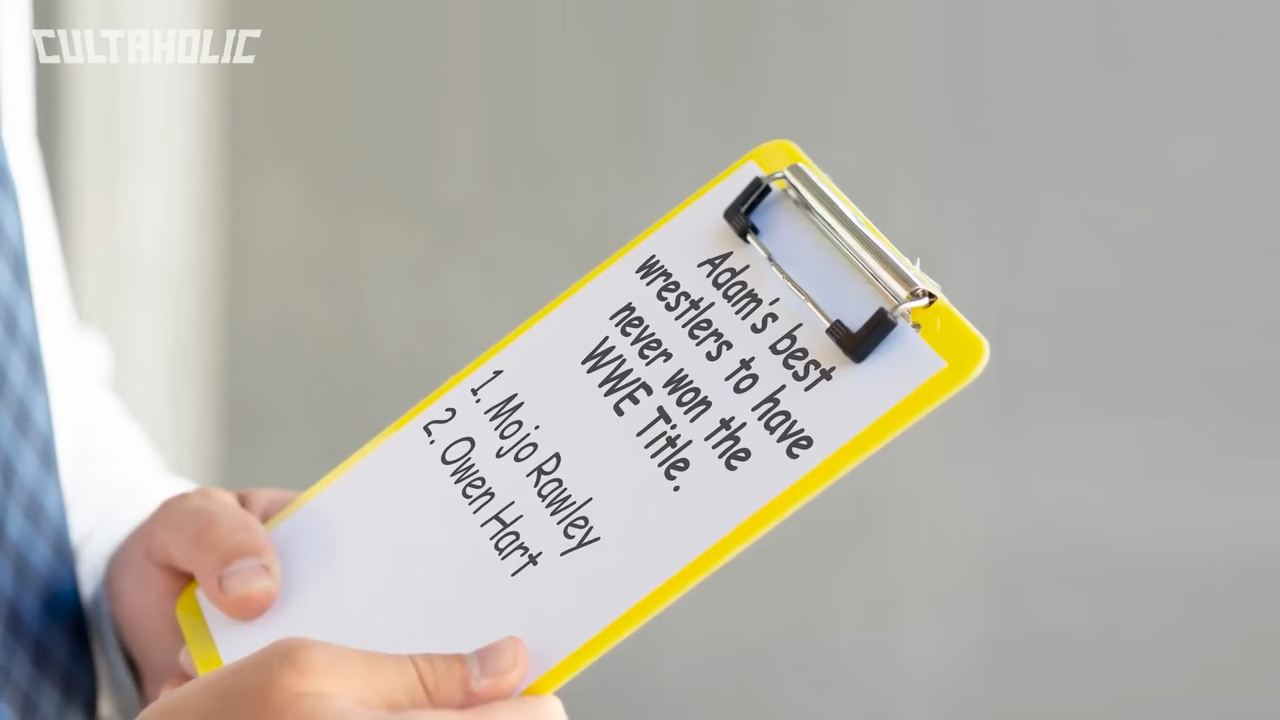 CULTAHOLIC
Adam's best
wrestlers to have
never won the
WWE Title.
1. Mojo Rawley
2. Owen Hart